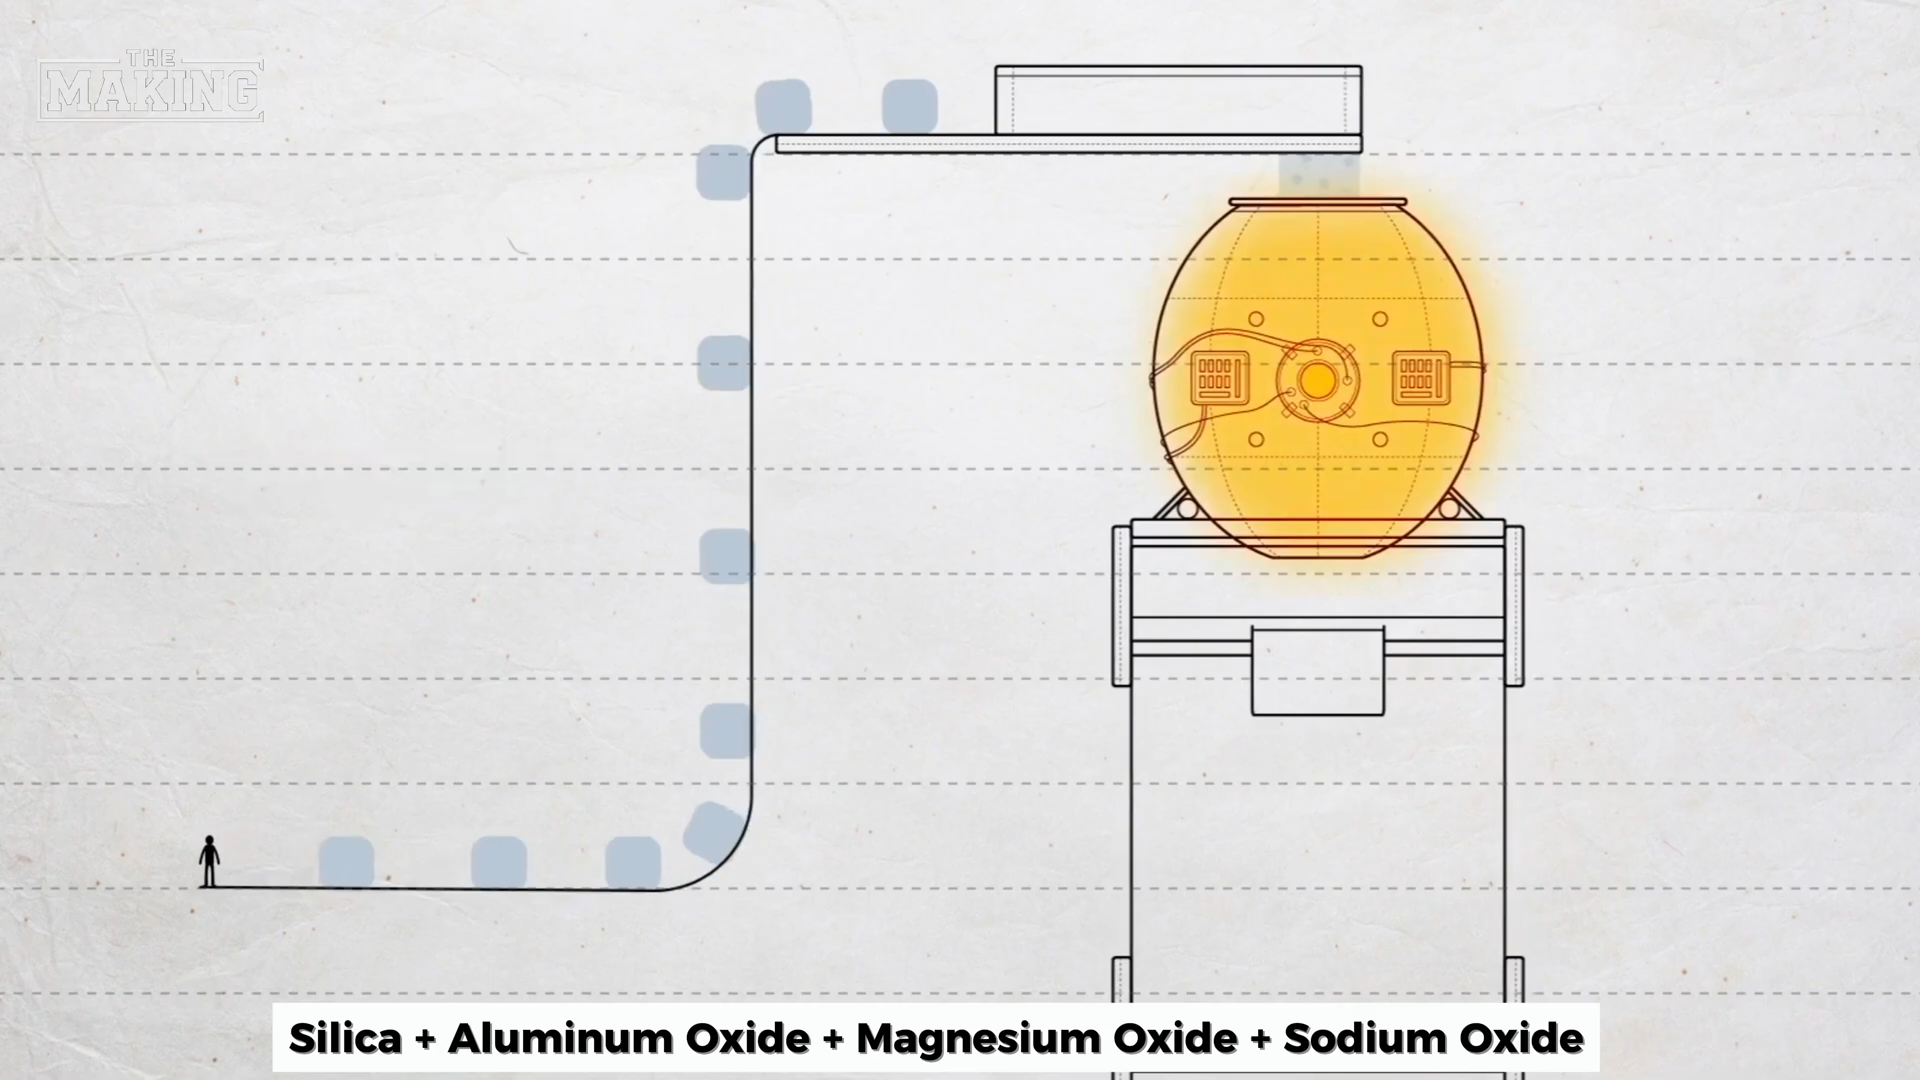 THE
MAKING
Silica + Aluminum Oxide + Magnesium Oxide + Sodium Oxide